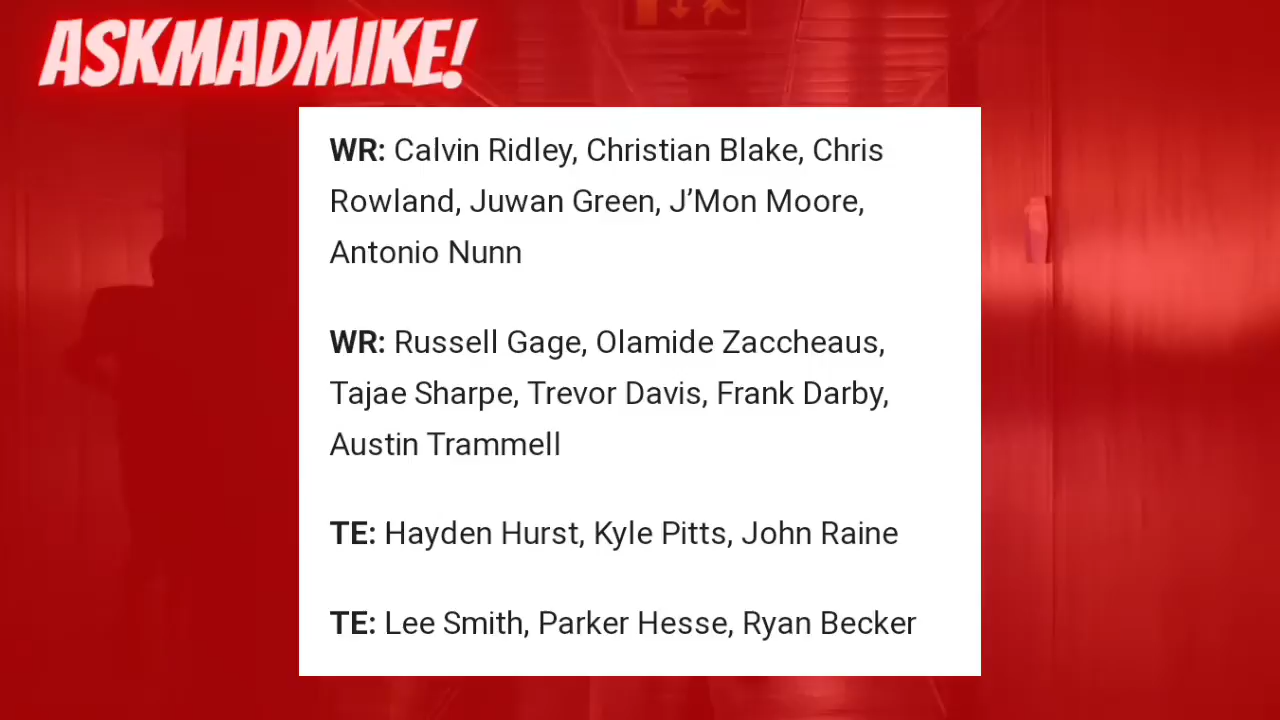 ASKMADMIKE!
WR: Calvin Ridley, Christian Blake, Chris
Rowland, Juwan Green, J’Mon Moore,
Antonio Nunn
WR: Russell Gage, Olamide Zaccheaus,
Tajae Sharpe, Trevor Davis, Frank Darby,
Austin Trammell
TE: Hayden Hurst, Kyle Pitts, John Raine
TE: Lee Smith, Parker Hesse, Ryan Becker